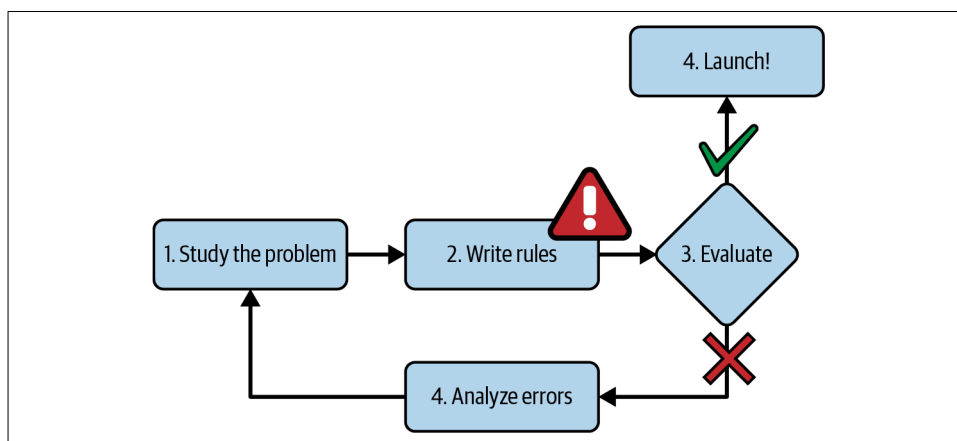 4. Launch!
1. Study the problem
2. Write rules
3. Evaluate
4. Analyze errors